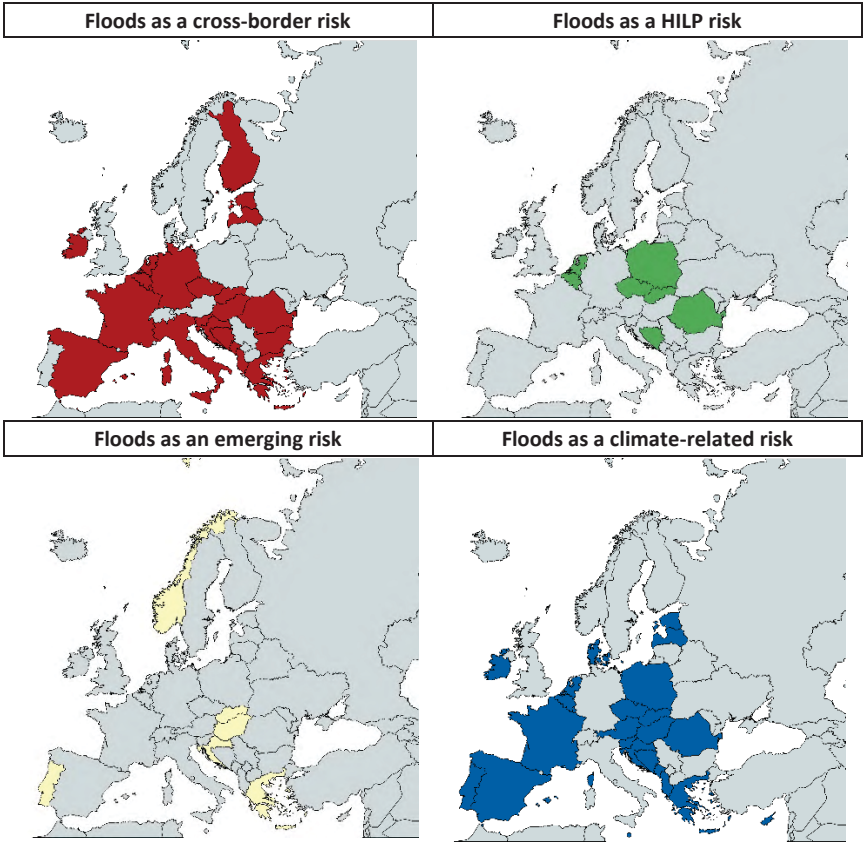 Floods as a cross-border risk
Floods as a HILP risk
Floods as an emerging risk
Floods as a climate-related risk